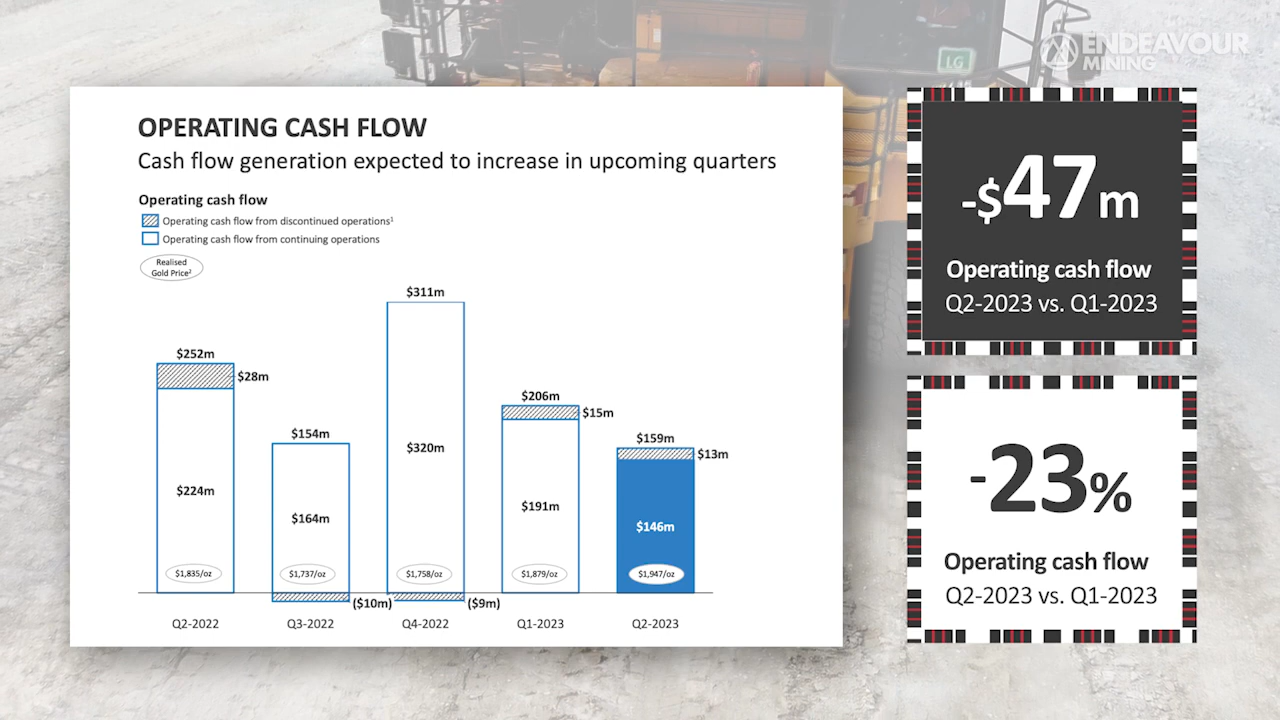 ENDEAVOUR
MINING
LG
OPERATING CASH FLOW
Cash flow generation expected to increase in upcoming quarters
Operating cash flow
Operating cash flow from discontinued operations¹
Operating cash flow from continuing operations
Realised
Gold Price²
$252m
$28m
$224m
$1,835/oz
Q2-2022
$154m
$164m
$1,737/oz
($10m)
Q3-2022
$311m
$320m
$1,758/oz
($9m)
Q4-2022
$206m
$15m
$191m
$1,879/oz
Q1-2023
$159m
$13m
$146m
$1,947/oz
Q2-2023
-$47m
Operating cash flow
Q2-2023 vs. Q1-2023
-23%
Operating cash flow
Q2-2023 vs. Q1-2023